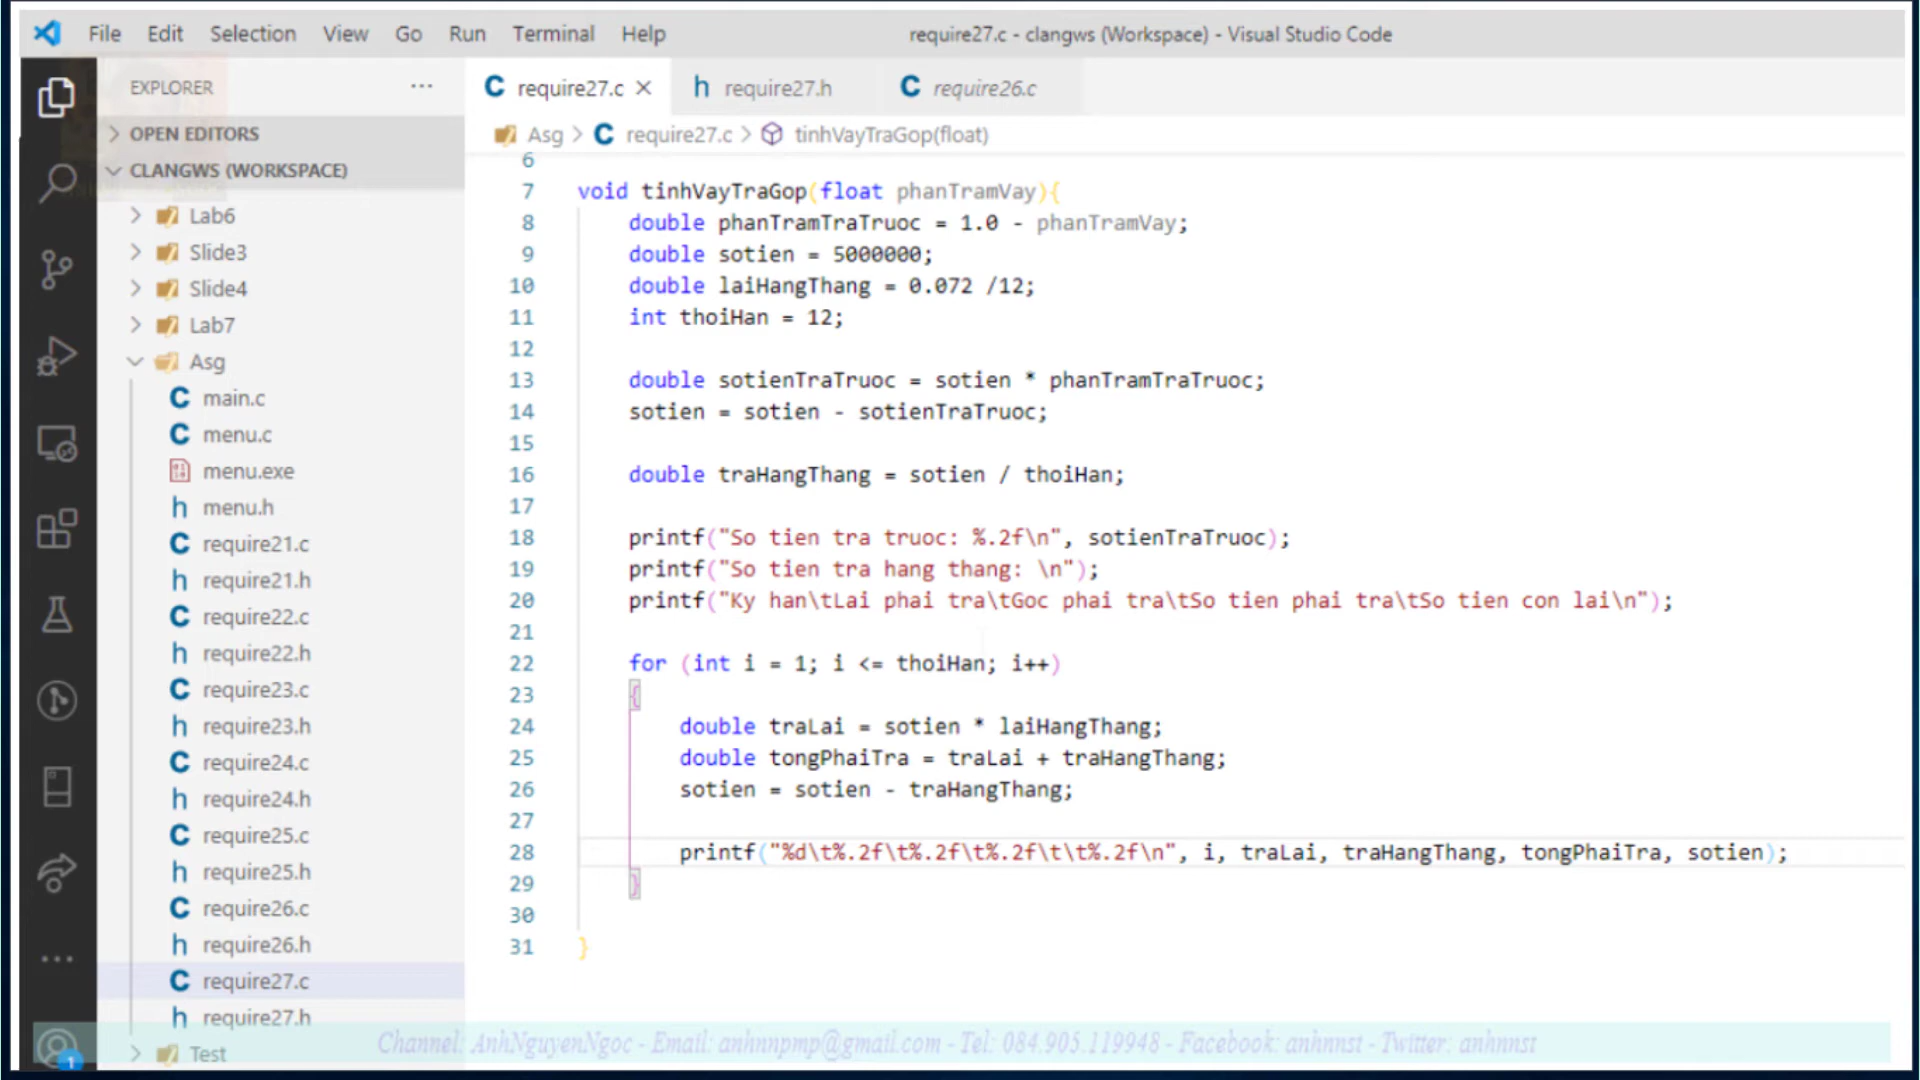 File Edit Selection View Go Run Terminal Help
require27.c - clangws (Workspace) - Visual Studio Code
EXPLORER
OPEN EDITORS
CLANGWS (WORKSPACE)
Lab6
Slide3
Slide4
Lab7
Asg
C main.c
C menu.c
menu.exe
h menu.h
C require21.c
h require21.h
C require22.c
h require22.h
C require23.c
h require23.h
C require24.c
h require24.h
C require25.c
h require25.h
C require26.c
h require26.h
C require27.c
h require27.h
Test
1
C require27.c h require27.h C require26.c
Asg > C require27.c > tinhVayTraGop(float)
6
7 void tinhVayTraGop(float phanTramVay){
8 double phanTramTraTruoc = 1.0 - phanTramVay;
9 double sotien = 5000000;
10 double laiHangThang = 0.072 /12;
11 int thoiHan = 12;
12
13 double sotienTraTruoc = sotien * phanTramTraTruoc;
14 sotien = sotien - sotienTraTruoc;
15
16 double traHangThang = sotien / thoiHan;
17
18 printf("So tien tra truoc: %.2f\n", sotienTraTruoc);
19 printf("So tien tra hang thang: \n");
20 printf("Ky han\tLai phai tra\tGoc phai tra\tSo tien phai tra\tSo tien con lai\n");
21
22 for (int i = 1; i <= thoiHan; i++)
23 {
24 double traLai = sotien * laiHangThang;
25 double tongPhaiTra = traLai + traHangThang;
26 sotien = sotien - traHangThang;
27
28 printf("%d\t%.2f\t%.2f\t%.2f\t\t%.2f\n", i, traLai, traHangThang, tongPhaiTra, sotien);
29 }
30
31 }
Channel: AnhNguyenNgoc - Email: anhnnpmp@gmail.com - Tel: 084.905.119948 - Facebook: anhnnst - Twitter: anhnnst